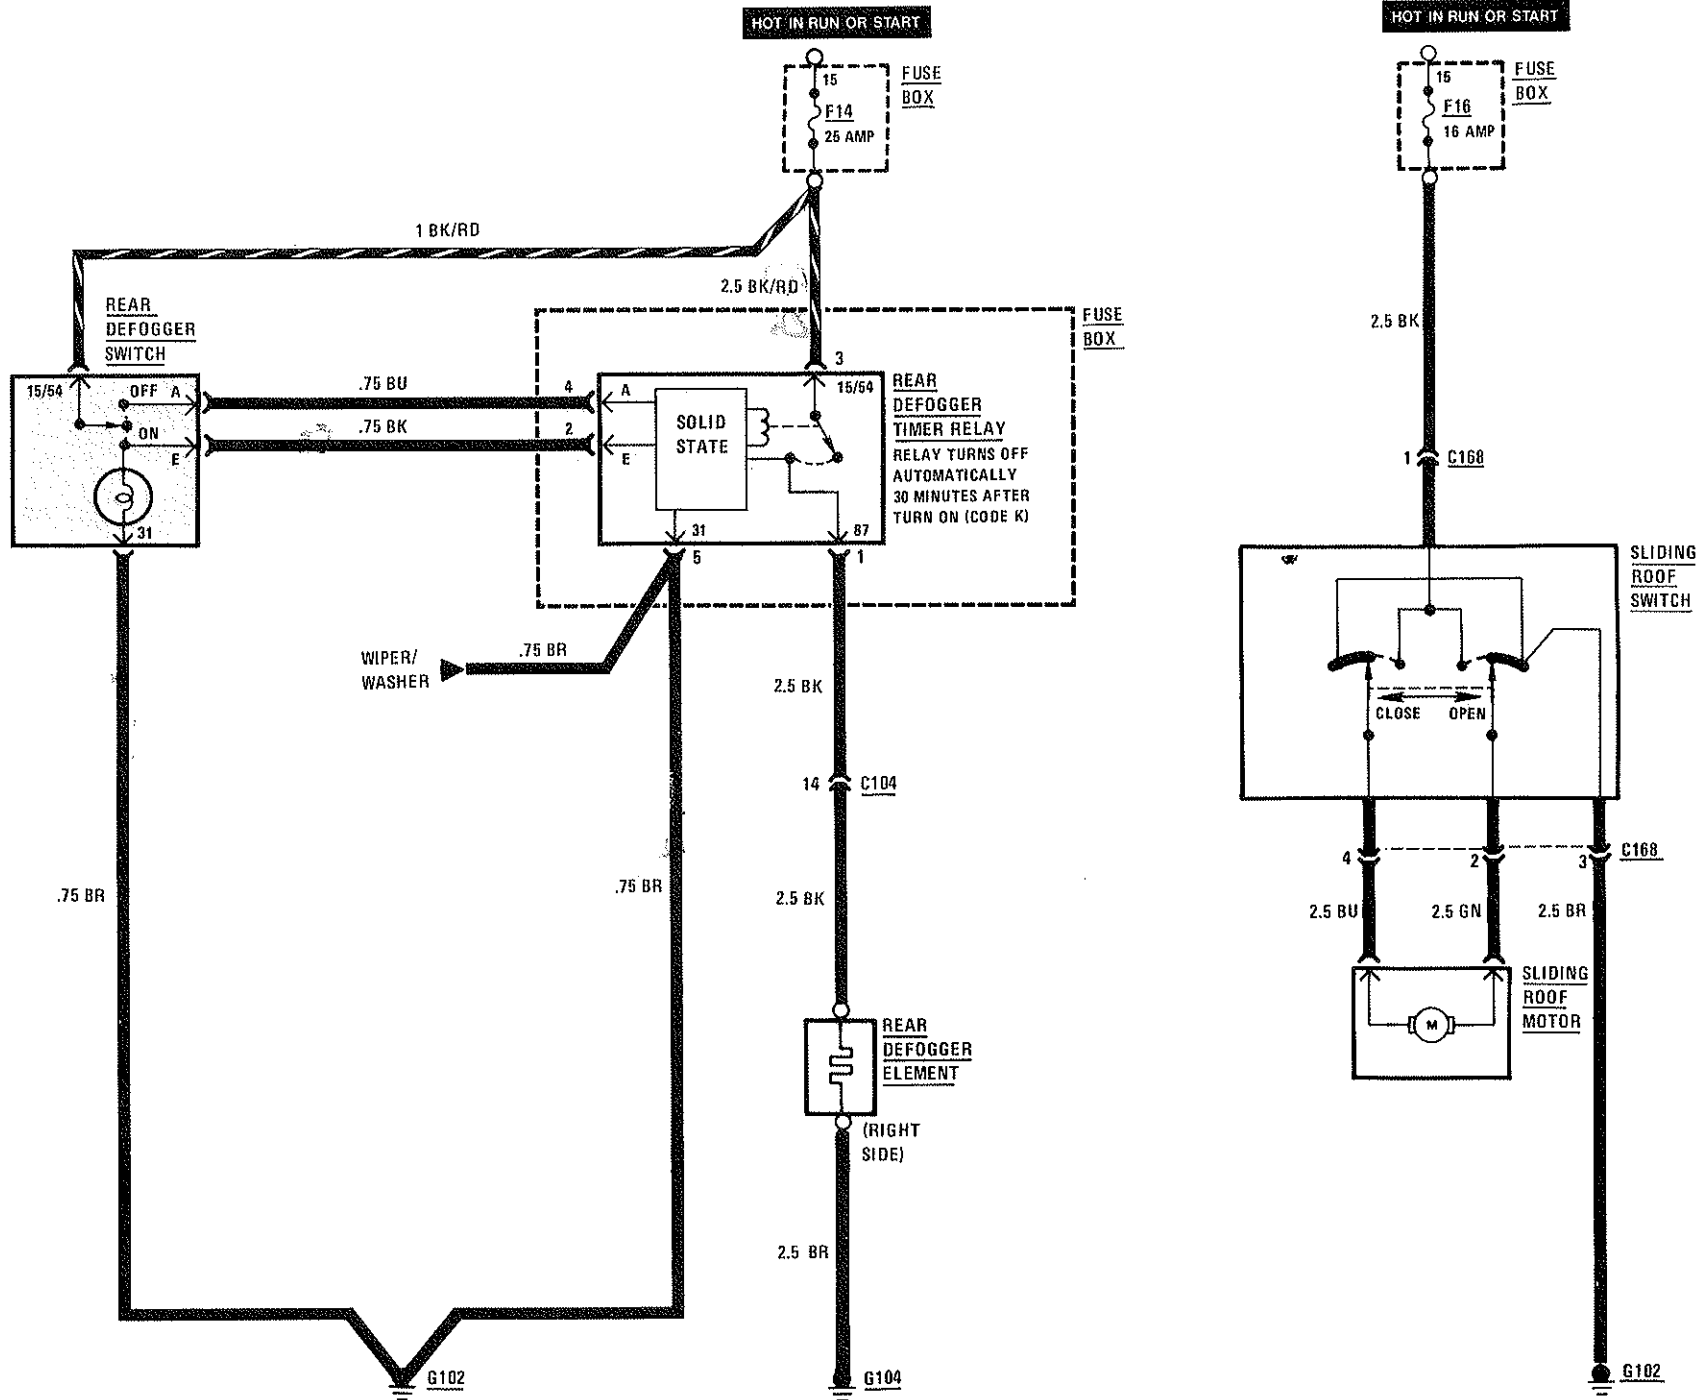 HOT IN RUN OR START
15
F14
25 AMP
FUSE
BOX
1 BK/RD
2.5 BK/RD
REAR
DEFOGGER
SWITCH
15/54
OFF
A
ON
E
31
.75 BU
.75 BK
4
2
FUSE
BOX
3
15/54
A
E
SOLID
STATE
31
87
5
1
REAR
DEFOGGER
TIMER RELAY
RELAY TURNS OFF
AUTOMATICALLY
30 MINUTES AFTER
TURN ON (CODE K)
WIPER/
WASHER
.75 BR
2.5 BK
14
C104
.75 BR
.75 BR
2.5 BK
REAR
DEFOGGER
ELEMENT
(RIGHT
SIDE)
2.5 BR
G102
G104
HOT IN RUN OR START
15
F16
16 AMP
FUSE
BOX
2.5 BK
1
C168
SLIDING
ROOF
SWITCH
CLOSE
OPEN
4
2
3
C168
2.5 BU
2.5 GN
2.5 BR
SLIDING
ROOF
MOTOR
M
G102